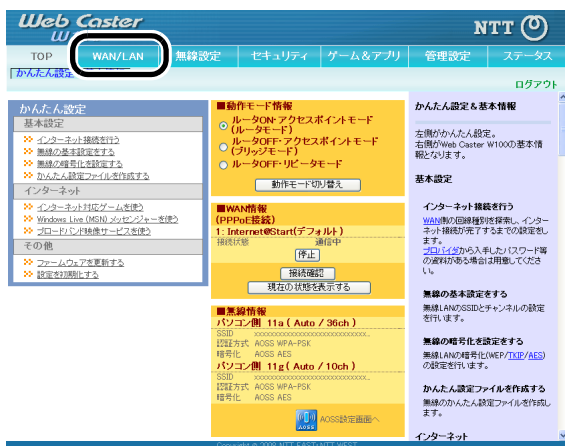 Web Caster
NTT
TOP
WAN/LAN
無線設定
セキュリティ
ゲーム&アプリ
管理設定
ステータス
かんたん設定
ログアウト
かんたん設定
基本設定
インターネット接続を行う
無線の基本設定をする
無線の暗号化を設定する
かんたん設定ファイルを作成する
インターネット
インターネット対応ゲームを使う
Windows Live (MSN) メッセンジャーを使う
ブロードバンド映像サービスを使う
その他
ファームウェアを更新する
設定を初期化する
■動作モード情報
ルータON・アクセスポイントモード
(ルータモード)
ルータOFF・アクセスポイントモード
(ブリッジモード)
ルータOFF・リピータモード
動作モード切り替え
■WAN情報
(PPPoE接続)
1: Internet@Start(デフォルト)
接続状態 通信中
停止
接続確認
現在の状態を表示する
■無線情報
パソコン側 11a ( Auto / 36ch )
SSID xxxxxxxxxxxxxxxxxxxx..
認証方式 AOSS WPA-PSK
暗号化 AOSS AES
パソコン側 11g ( Auto / 10ch )
SSID xxxxxxxxxxxxxxxxxxxx..
認証方式 AOSS WPA-PSK
暗号化 AOSS AES
AOSS
AOSS設定画面へ
かんたん設定&基本情報
左側がかんたん設定。
右側がWeb Caster W100の基本情
報となります。
基本設定
インターネット接続を行う
WAN側の回線種別を探索し、インター
ネット接続が完了するまでの設定をし
ます。
プロバイダから入手したパスワード等
の資料がある場合は用意してくださ
い。
無線の基本設定をする
無線LANのSSIDとチャンネルの設定
を行います。
無線の暗号化を設定をする
無線LANの暗号化(WEP/TKIP/AES)
の設定を行います。
かんたん設定ファイルを作成する
無線のかんたん設定ファイルを作成し
ます。
インターネット
Copyright © 2008 NTT EAST・NTT WEST